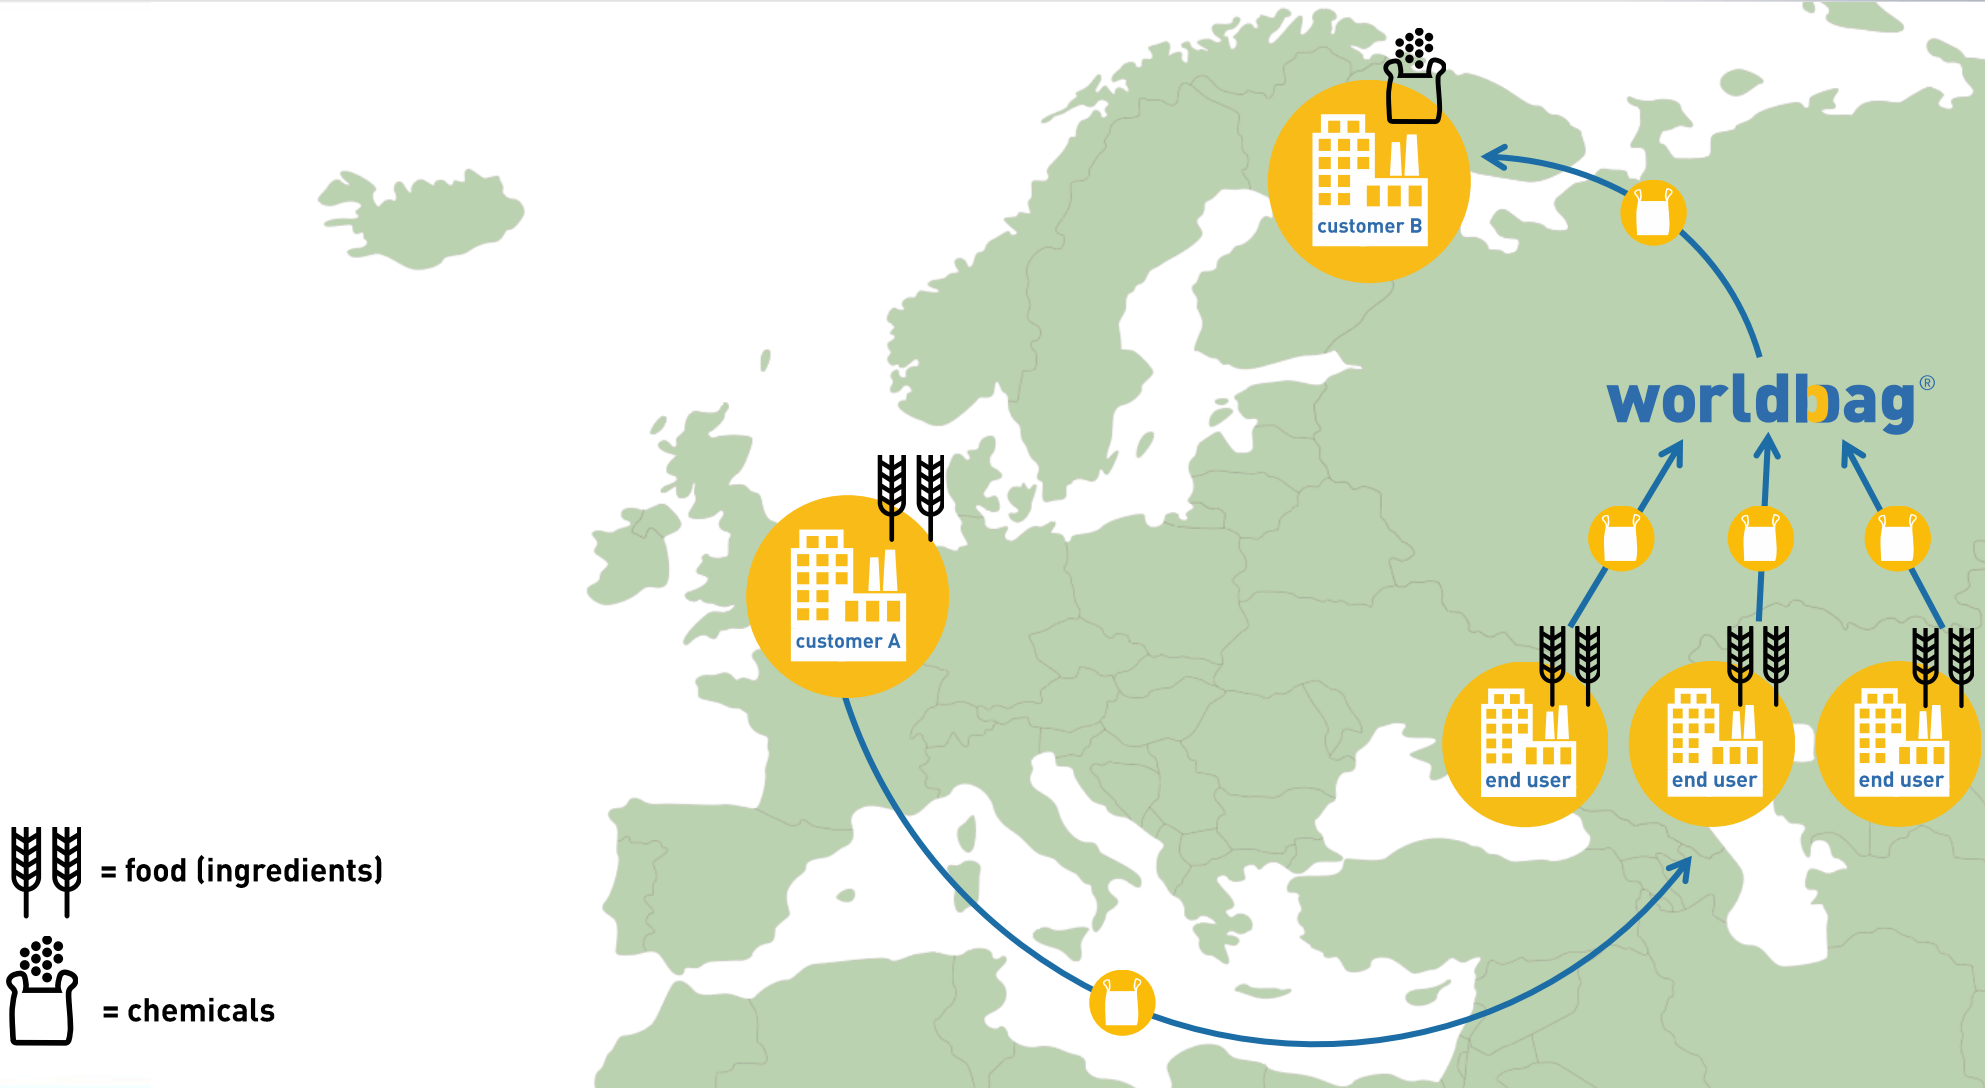 customer B
worldbag®
customer A
end user
end user
end user
= food (ingredients)
= chemicals